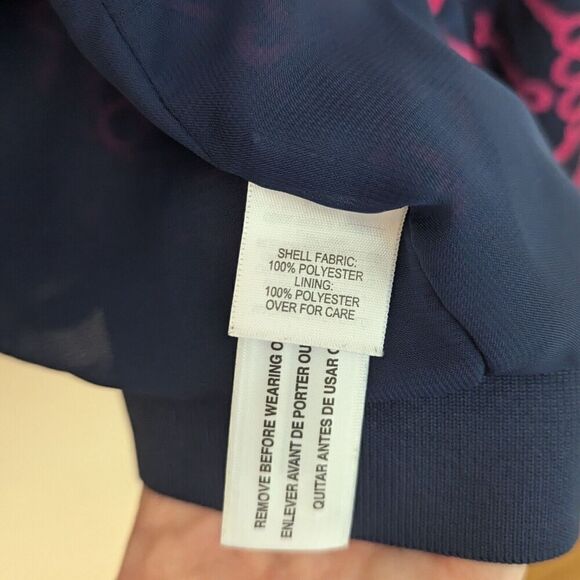 SHELL FABRIC:
100% POLYESTER
LINING:
100% POLYESTER
OVER FOR CARE
REMOVE BEFORE WEARING
ENLEVER AVANT DE PORTER
QUITAR ANTES DE USAR